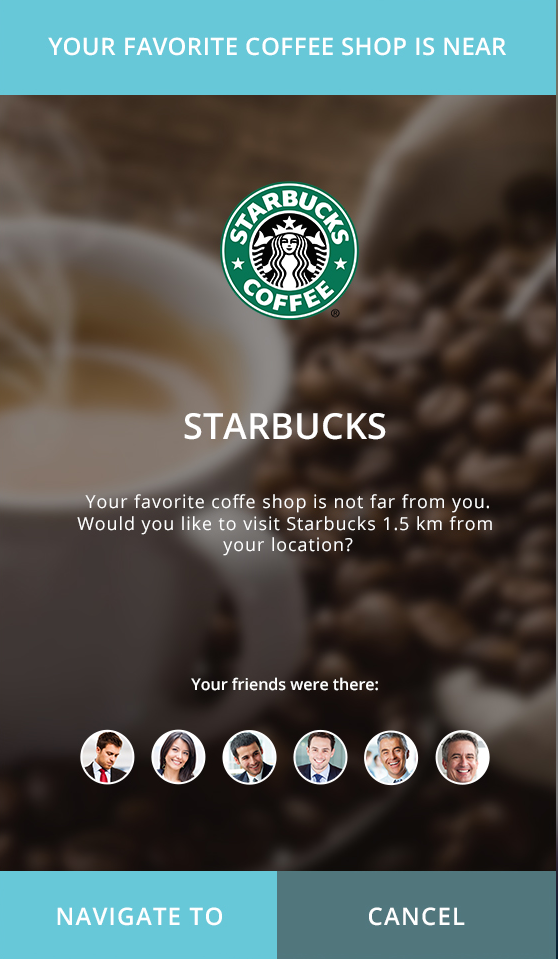 YOUR FAVORITE COFFEE SHOP IS NEAR
STARBUCKS
COFFEE
®
STARBUCKS
Your favorite coffe shop is not far from you.
Would you like to visit Starbucks 1.5 km from
your location?
Your friends were there:
NAVIGATE TO
CANCEL